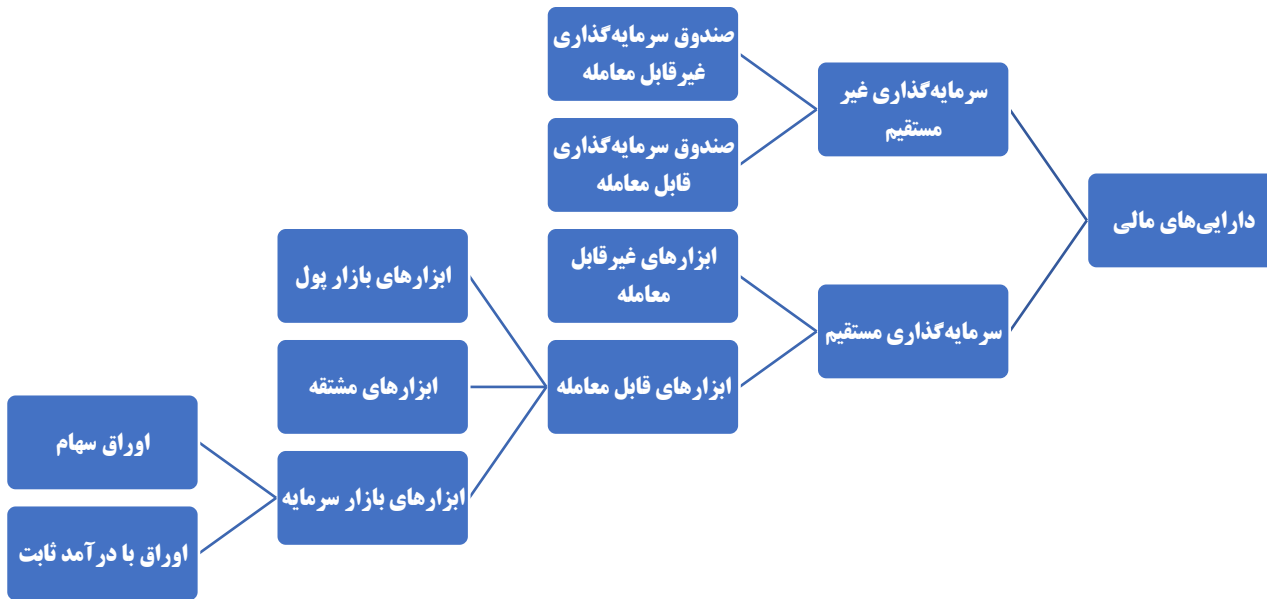 دارایی‌های مالی
سرمایه‌گذاری غیر
مستقیم
صندوق سرمایه‌گذاری
غیرقابل معامله
صندوق سرمایه‌گذاری
قابل معامله
سرمایه‌گذاری مستقیم
ابزارهای غیرقابل
معامله
ابزارهای قابل معامله
ابزارهای بازار پول
ابزارهای مشتقه
ابزارهای بازار سرمایه
اوراق سهام
اوراق با درآمد ثابت